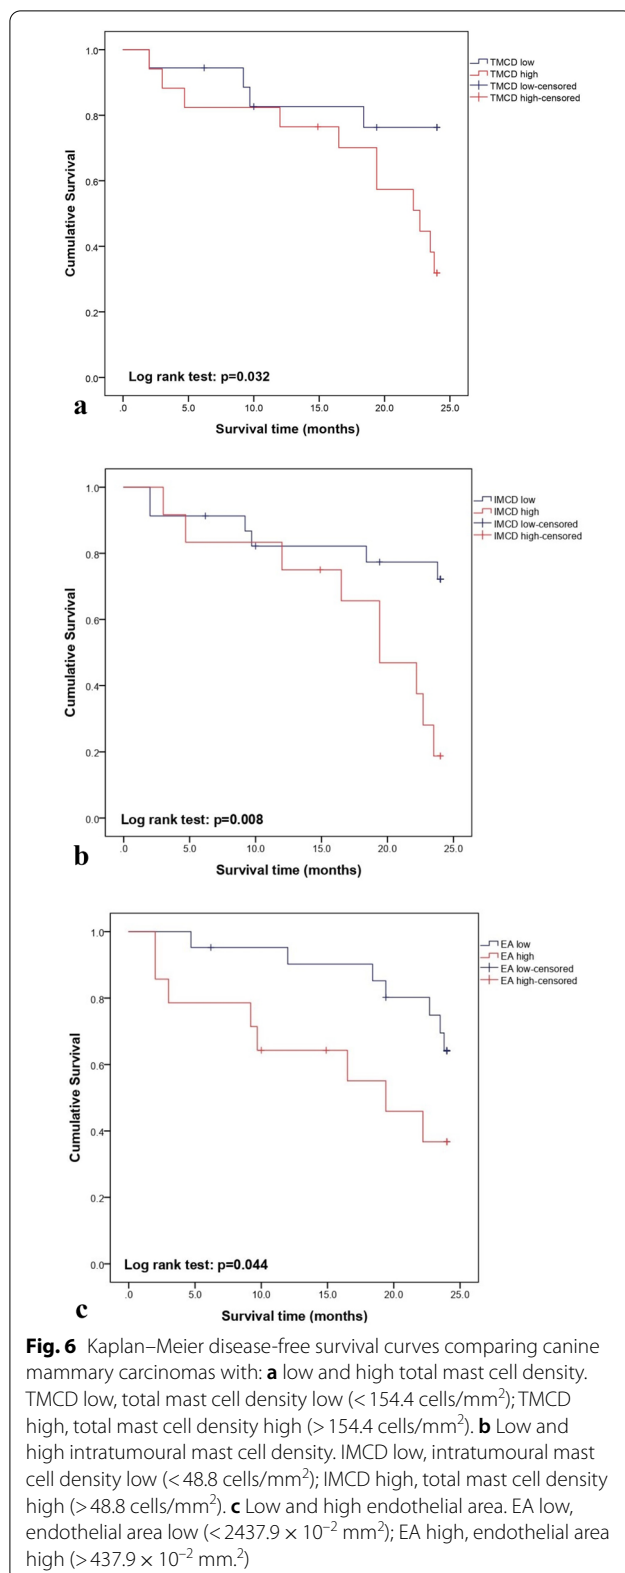 1.0
0.8
0.6
0.4
0.2
0.0
Cumulative Survival
TMCD low
TMCD high
TMCD low-censored
TMCD high-censored
Log rank test: p=0.032
a
.0 5.0 10.0 15.0 20.0 25.0
Survival time (months)
1.0
0.8
0.6
0.4
0.2
0.0
Cumulative Survival
IMCD low
IMCD high
IMCD low-censored
IMCD high-censored
Log rank test: p=0.008
b
.0 5.0 10.0 15.0 20.0 25.0
Survival time (months)
1.0
0.8
0.6
0.4
0.2
0.0
Cumulative Survival
EA low
EA high
EA low-censored
EA high-censored
Log rank test: p=0.044
c
.0 5.0 10.0 15.0 20.0 25.0
Survival time (months)
Fig. 6 Kaplan–Meier disease-free survival curves comparing canine
mammary carcinomas with: a low and high total mast cell density.
TMCD low, total mast cell density low (< 154.4 cells/mm²); TMCD
high, total mast cell density high (> 154.4 cells/mm²). b Low and
high intratumoural mast cell density. IMCD low, intratumoural mast
cell density low (< 48.8 cells/mm²); IMCD high, total mast cell density
high (> 48.8 cells/mm²). c Low and high endothelial area. EA low,
endothelial area low (< 2437.9 × 10⁻² mm²); EA high, endothelial area
high (> 437.9 × 10⁻² mm.²)